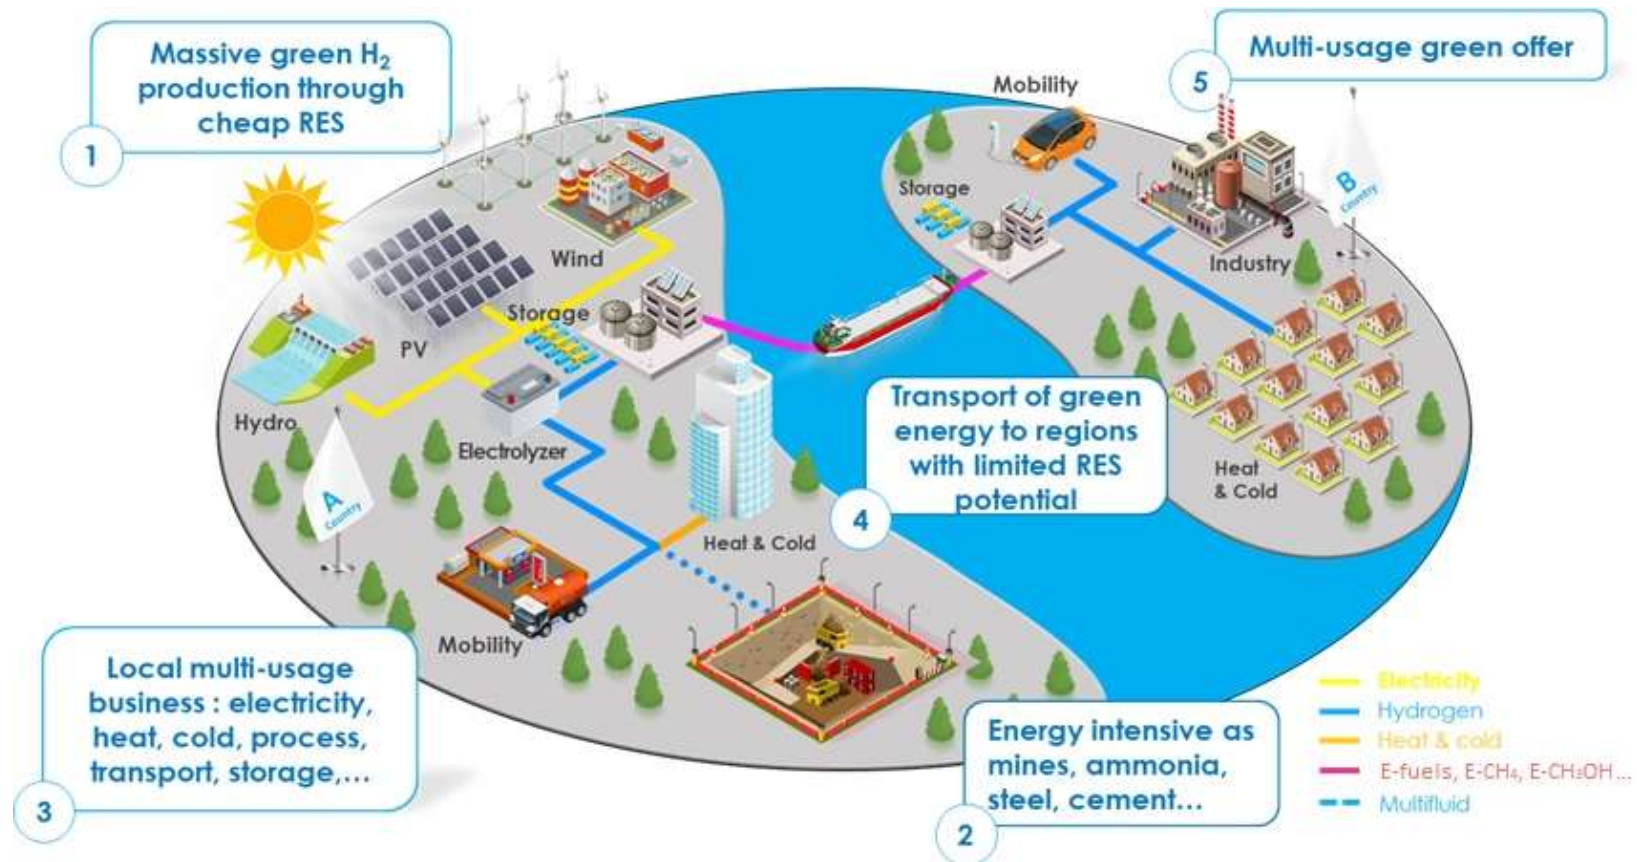 Massive green H₂
production through
cheap RES
1
Multi-usage green offer
5
Mobility
Storage
Industry
B
Country
Heat
& Cold
Wind
Storage
PV
Hydro
Electrolyzer
A
Country
Heat & Cold
Mobility
Transport of green
energy to regions
with limited RES
potential
4
Local multi-usage
business : electricity,
heat, cold, process,
transport, storage,...
3
Energy intensive as
mines, ammonia,
steel, cement...
2
Electricity
Hydrogen
Heat & cold
E-fuels, E-CH₄, E-CH₃OH...
Multifluid